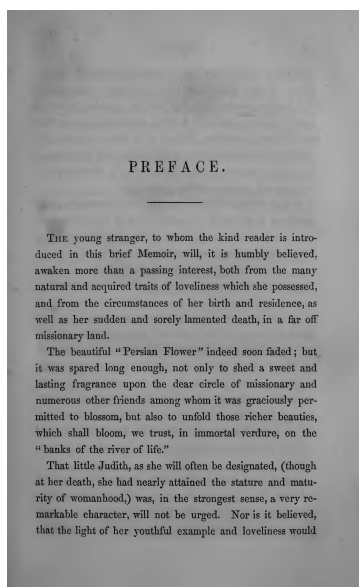 PREFACE.
The young stranger, to whom the kind reader is intro-
duced in this brief Memoir, will, it is humbly believed,
awaken more than a passing interest, both from the many
natural and acquired traits of loveliness which she possessed,
and from the circumstances of her birth and residence, as
well as her sudden and sorely lamented death, in a far off
missionary land.
The beautiful "Persian Flower" indeed soon faded; but
it was spared long enough, not only to shed a sweet and
lasting fragrance upon the dear circle of missionary and
numerous other friends among whom it was graciously per-
mitted to blossom, but also to unfold those richer beauties,
which shall bloom, we trust, in immortal verdure, on the
"banks of the river of life."
That little Judith, as she will often be designated, (though
at her death, she had nearly attained the stature and matu-
rity of womanhood,) was, in the strongest sense, a very re-
markable character, will not be urged. Nor is it believed,
that the light of her youthful example and loveliness would